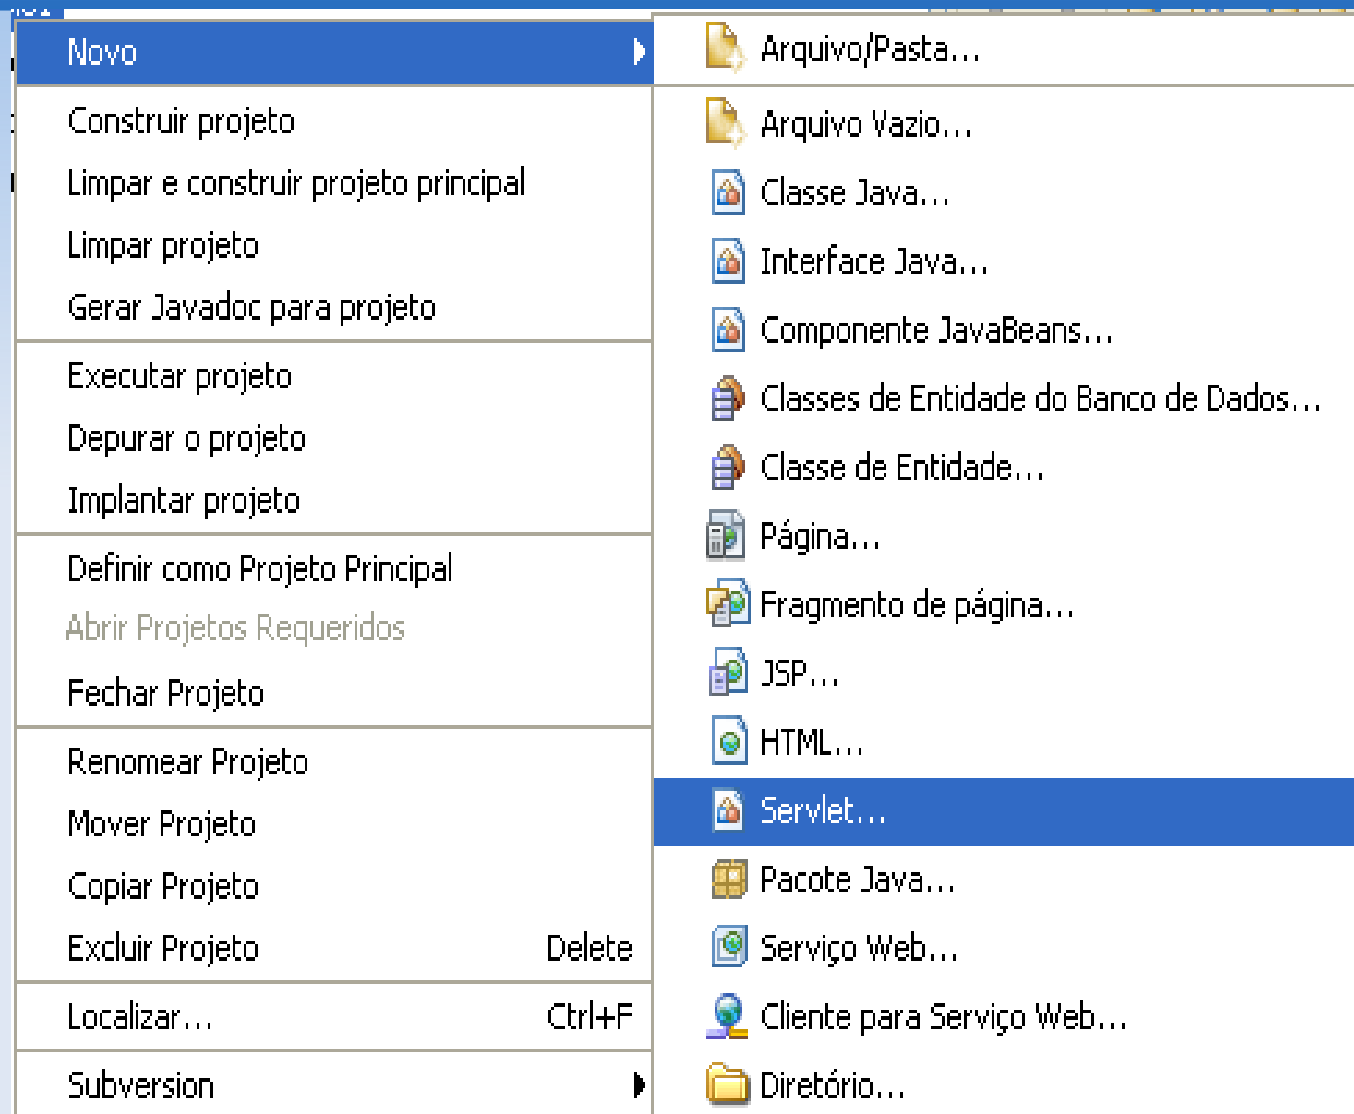 Novo
Construir projeto
Limpar e construir projeto principal
Limpar projeto
Gerar Javadoc para projeto
Executar projeto
Depurar o projeto
Implantar projeto
Definir como Projeto Principal
Abrir Projetos Requeridos
Fechar Projeto
Renomear Projeto
Mover Projeto
Copiar Projeto
Excluir Projeto Delete
Localizar... Ctrl+F
Subversion
Arquivo/Pasta...
Arquivo Vazio...
Classe Java...
Interface Java...
Componente JavaBeans...
Classes de Entidade do Banco de Dados...
Classe de Entidade...
Página...
Fragmento de página...
JSP...
HTML...
Servlet...
Pacote Java...
Serviço Web...
Cliente para Serviço Web...
Diretório...